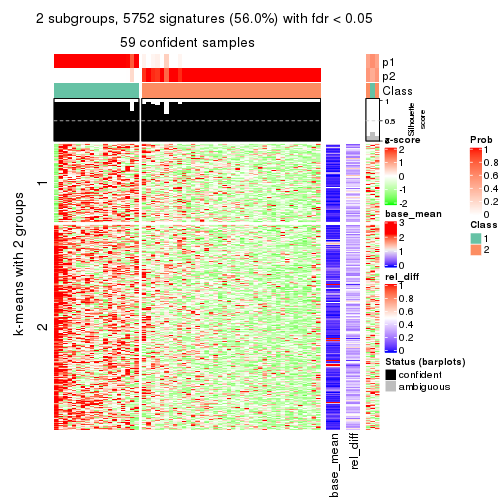 2 subgroups, 5752 signatures (56.0%) with fdr < 0.05
59 confident samples
p1
p2
Class
1
0.5
0
Silhouette
score
k-means with 2 groups
1
2
base_mean
rel_diff
z-score
2
1
0
-1
-2
base_mean
3
2
1
0
rel_diff
1
0.8
0.6
0.4
0.2
0
Status (barplots)
confident
ambiguous
Prob
1
0.8
0.6
0.4
0.2
0
Class
1
2